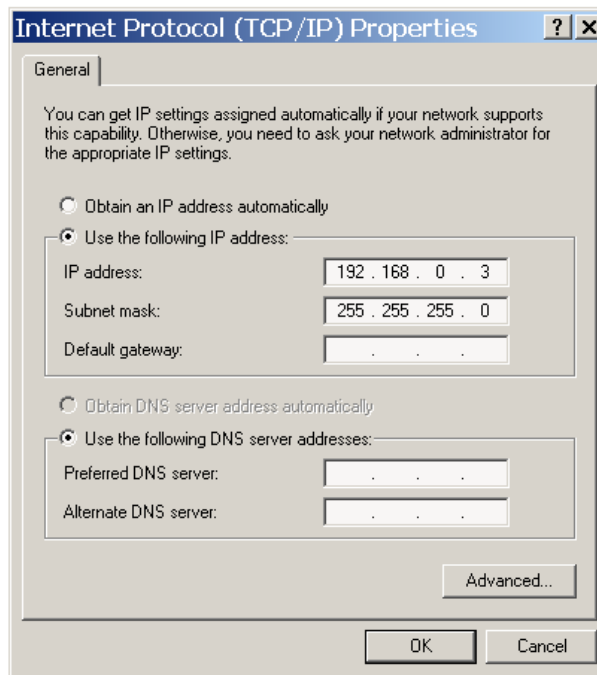 Internet Protocol (TCP/IP) Properties
General
You can get IP settings assigned automatically if your network supports
this capability. Otherwise, you need to ask your network administrator for
the appropriate IP settings.
Obtain an IP address automatically
Use the following IP address:
IP address: 192 . 168 . 0 . 3
Subnet mask: 255 . 255 . 255 . 0
Default gateway: . . .
Obtain DNS server address automatically
Use the following DNS server addresses:
Preferred DNS server: . . .
Alternate DNS server: . . .
Advanced...
OK Cancel